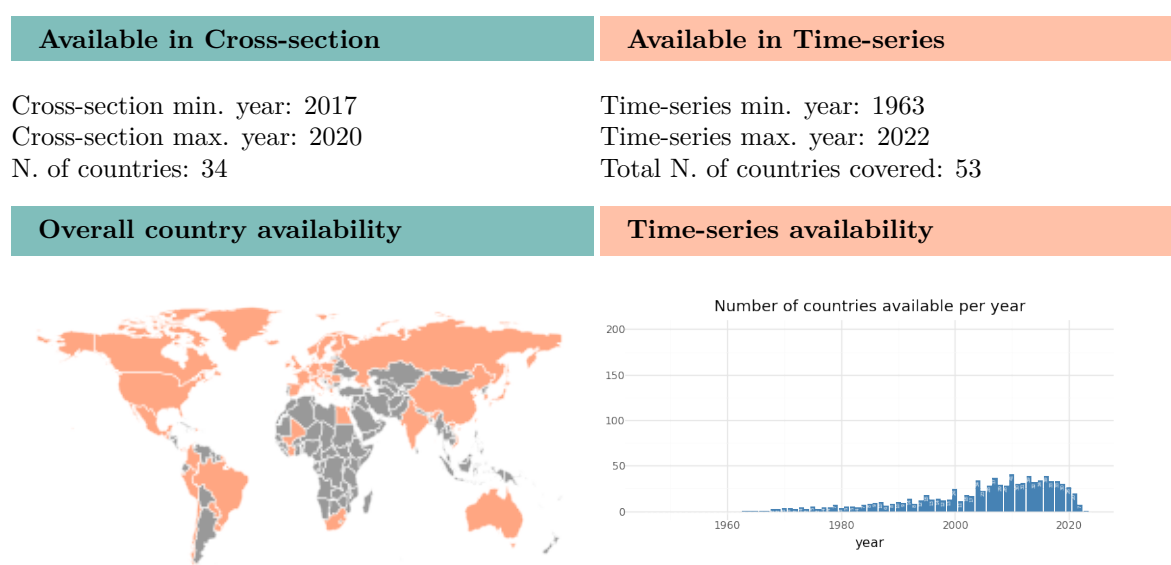 Available in Cross-section
Available in Time-series
Cross-section min. year: 2017
Cross-section max. year: 2020
N. of countries: 34
Time-series min. year: 1963
Time-series max. year: 2022
Total N. of countries covered: 53
Overall country availability
Time-series availability
Number of countries available per year
200
150
100
50
0
1960 1980 2000 2020
year